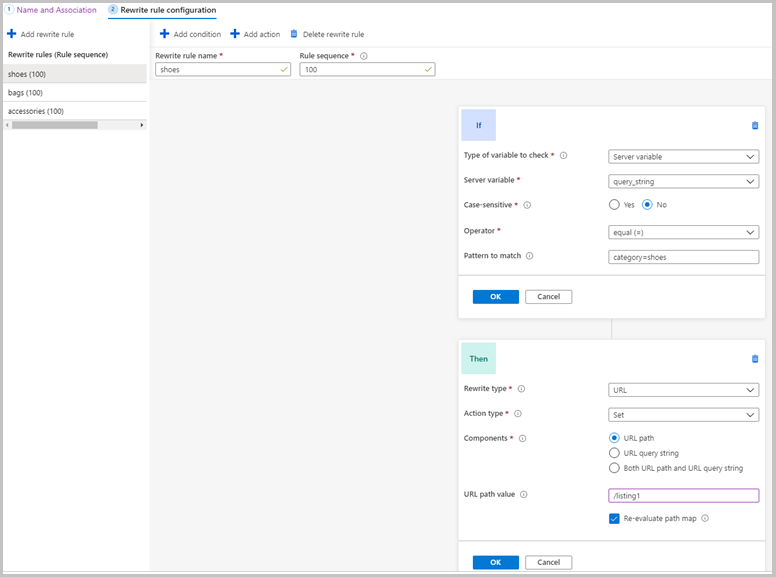 1 Name and Association 2 Rewrite rule configuration
Add rewrite rule
Rewrite rules (Rule sequence)
shoes (100)
bags (100)
accessories (100)
Add condition Add action Delete rewrite rule
Rewrite rule name * Rule sequence *
shoes 100
If
Type of variable to check * Server variable
Server variable * query_string
Case-sensitive * Yes No
Operator * equal (=)
Pattern to match category=shoes
OK Cancel
Then
Rewrite type * URL
Action type * Set
Components * URL path
URL query string
Both URL path and URL query string
URL path value /listing1
Re-evaluate path map
OK Cancel